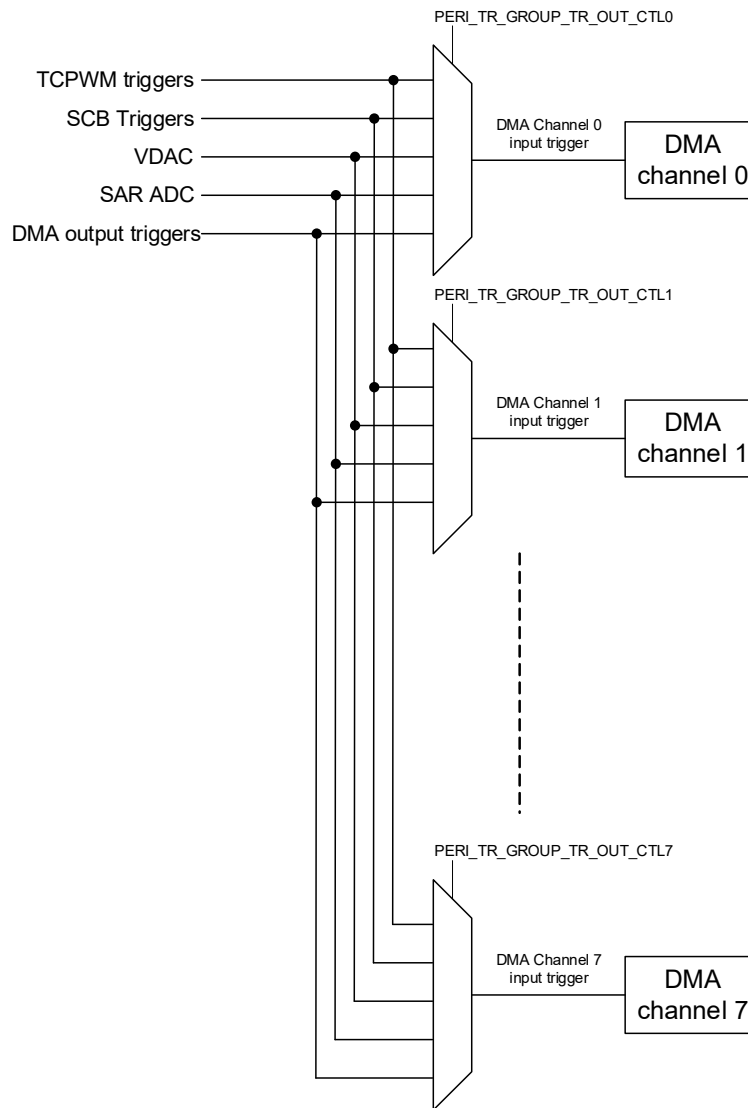 PERI_TR_GROUP_TR_OUT_CTL0
TCPWM triggers
SCB Triggers
VDAC
SAR ADC
DMA output triggers
DMA Channel 0
input trigger
DMA
channel 0
PERI_TR_GROUP_TR_OUT_CTL1
DMA Channel 1
input trigger
DMA
channel 1
PERI_TR_GROUP_TR_OUT_CTL7
DMA Channel 7
input trigger
DMA
channel 7